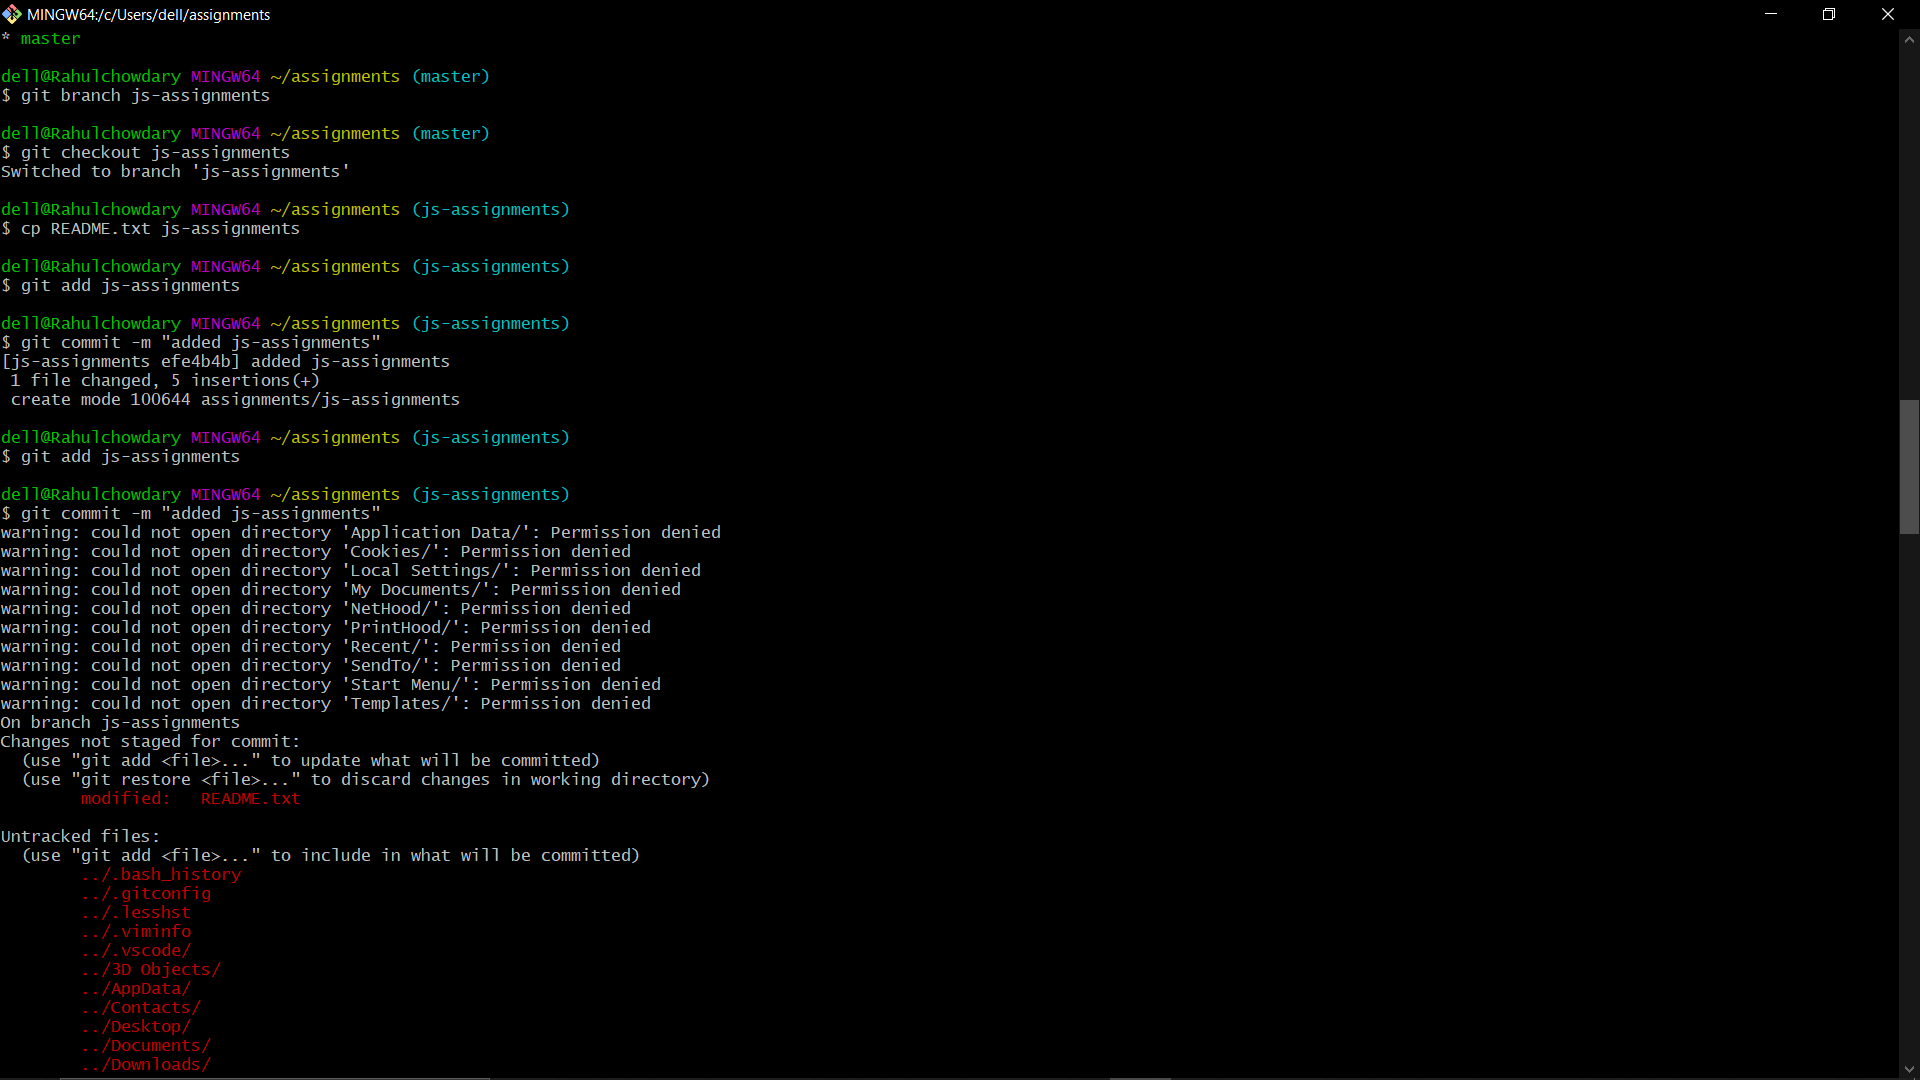 MINGW64:/c/Users/dell/assignments
* master
dell@Rahulchowdary MINGW64 ~/assignments (master)
$ git branch js-assignments
dell@Rahulchowdary MINGW64 ~/assignments (master)
$ git checkout js-assignments
Switched to branch 'js-assignments'
dell@Rahulchowdary MINGW64 ~/assignments (js-assignments)
$ cp README.txt js-assignments
dell@Rahulchowdary MINGW64 ~/assignments (js-assignments)
$ git add js-assignments
dell@Rahulchowdary MINGW64 ~/assignments (js-assignments)
$ git commit -m "added js-assignments"
[js-assignments efe4b4b] added js-assignments
 1 file changed, 5 insertions(+)
 create mode 100644 assignments/js-assignments
dell@Rahulchowdary MINGW64 ~/assignments (js-assignments)
$ git add js-assignments
dell@Rahulchowdary MINGW64 ~/assignments (js-assignments)
$ git commit -m "added js-assignments"
warning: could not open directory 'Application Data/': Permission denied
warning: could not open directory 'Cookies/': Permission denied
warning: could not open directory 'Local Settings/': Permission denied
warning: could not open directory 'My Documents/': Permission denied
warning: could not open directory 'NetHood/': Permission denied
warning: could not open directory 'PrintHood/': Permission denied
warning: could not open directory 'Recent/': Permission denied
warning: could not open directory 'SendTo/': Permission denied
warning: could not open directory 'Start Menu/': Permission denied
warning: could not open directory 'Templates/': Permission denied
On branch js-assignments
Changes not staged for commit:
  (use "git add <file>..." to update what will be committed)
  (use "git restore <file>..." to discard changes in working directory)
        modified:   README.txt
Untracked files:
  (use "git add <file>..." to include in what will be committed)
        ../.bash_history
        ../.gitconfig
        ../.lesshst
        ../.viminfo
        ../.vscode/
        ../3D Objects/
        ../AppData/
        ../Contacts/
        ../Desktop/
        ../Documents/
        ../Downloads/